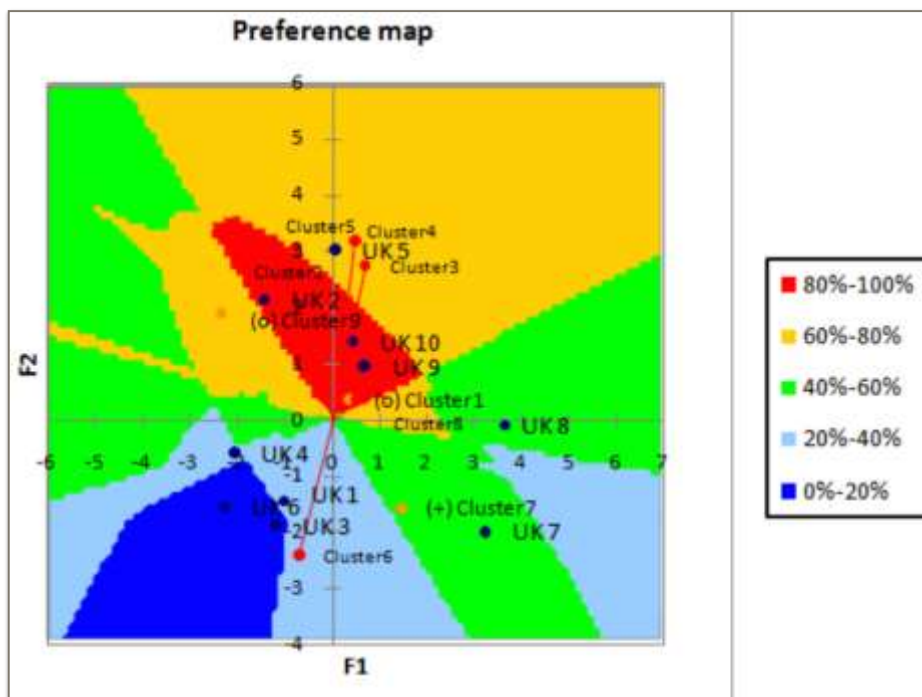 Preference map
6
5
4
3
2
1
0
-1
-2
-3
-4
-6 -5 -4 -3 -2 -1 0 1 2 3 4 5 6 7
F2
F1
Cluster5 Cluster4
UK 5
Cluster3
Cluster2
UK 2
(o) Cluster9
UK 10
UK 9
(o) Cluster1
Cluster8
UK 8
UK 4
UK 1
(+) Cluster7
UK 6
UK 3
UK 7
Cluster6
80%-100%
60%-80%
40%-60%
20%-40%
0%-20%